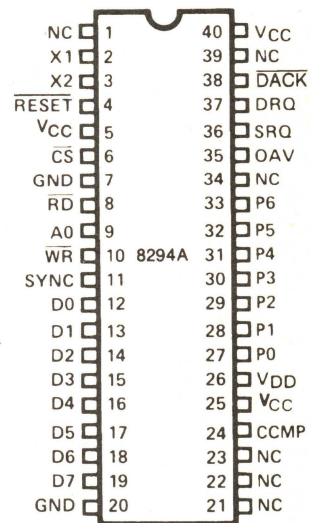 NC 1 40 VCC
X1 2 39 NC
X2 3 38 DACK
RESET 4 37 DRQ
VCC 5 36 SRQ
CS 6 35 OAV
GND 7 34 NC
RD 8 33 P6
A0 9 32 P5
WR 10 8294A 31 P4
SYNC 11 30 P3
D0 12 29 P2
D1 13 28 P1
D2 14 27 P0
D3 15 26 VDD
D4 16 25 VCC
D5 17 24 CCMP
D6 18 23 NC
D7 19 22 NC
GND 20 21 NC